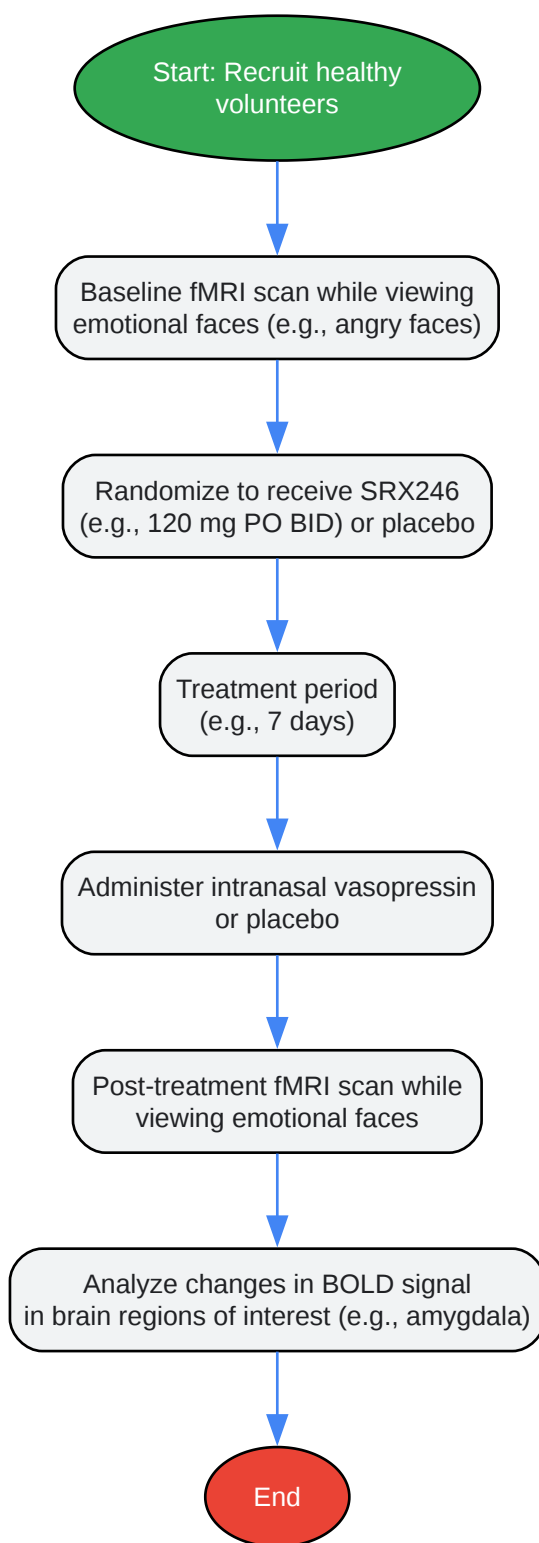 Start: Recruit healthy
volunteers
Baseline fMRI scan while viewing
emotional faces (e.g., angry faces)
Randomize to receive SRX246
(e.g., 120 mg PO BID) or placebo
Treatment period
(e.g., 7 days)
Administer intranasal vasopressin
or placebo
Post-treatment fMRI scan while
viewing emotional faces
Analyze changes in BOLD signal
in brain regions of interest (e.g., amygdala)
End